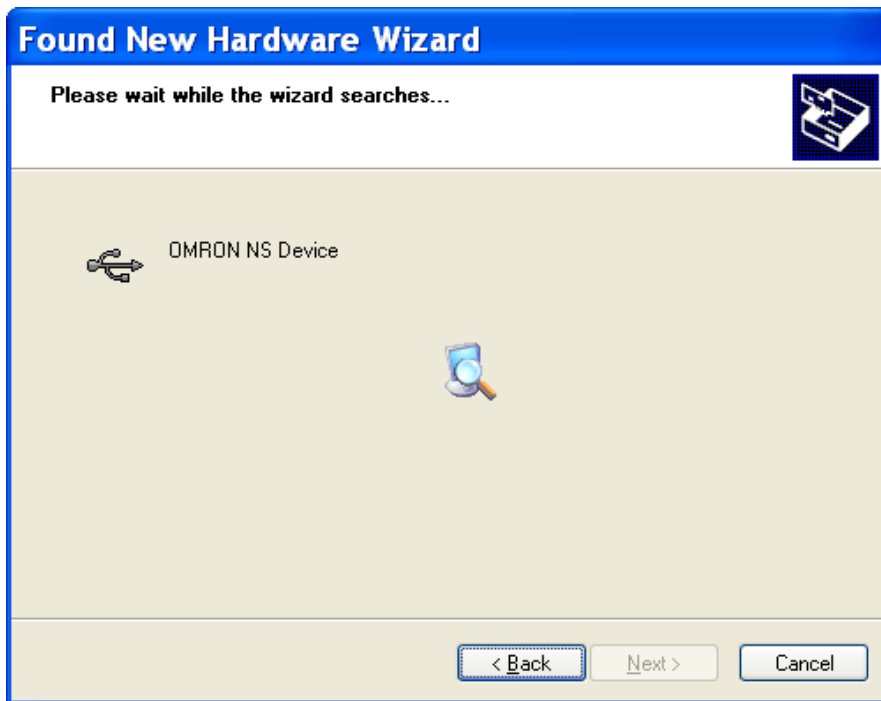 Found New Hardware Wizard
Please wait while the wizard searches...
OMRON NS Device
< Back
Next >
Cancel